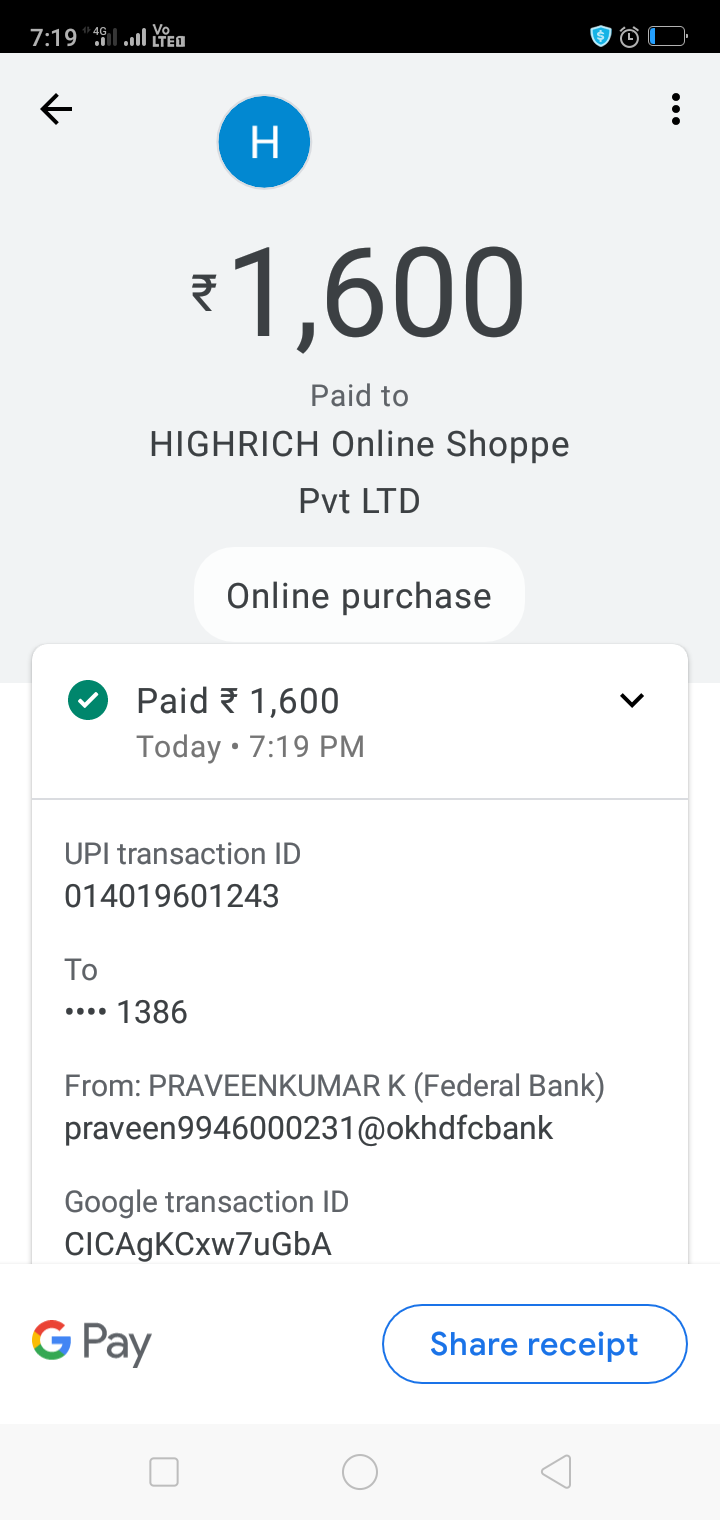 7:19 4G Vo LTE1
H
₹1,600
Paid to
HIGHRICH Online Shoppe
Pvt LTD
Online purchase
Paid ₹ 1,600
Today • 7:19 PM
UPI transaction ID
014019601243
To
•••• 1386
From: PRAVEENKUMAR K (Federal Bank)
praveen9946000231@okhdfcbank
Google transaction ID
CICAgKCxw7uGbA
G Pay
Share receipt